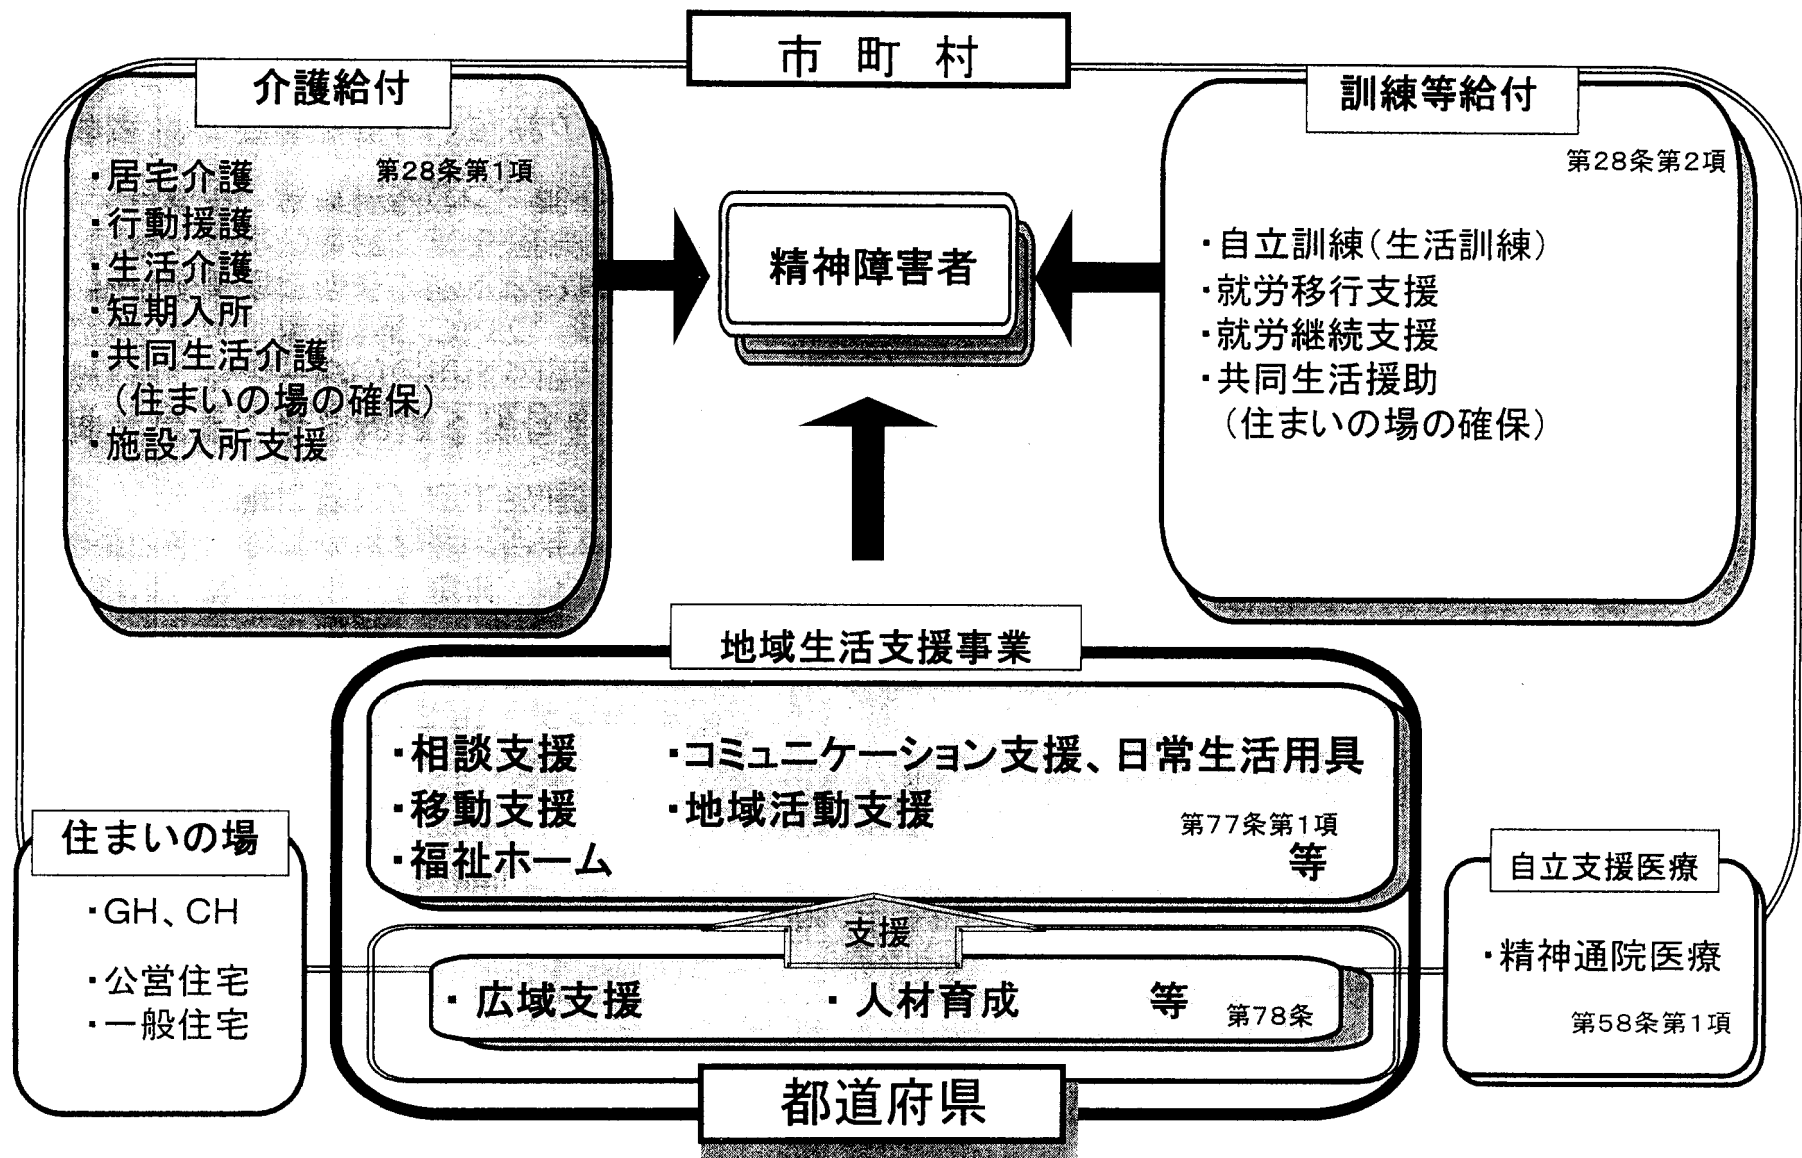 市町村
介護給付
第28条第1項
・居宅介護
・行動援護
・生活介護
・短期入所
・共同生活介護
(住まいの場の確保)
・施設入所支援
精神障害者
訓練等給付
第28条第2項
・自立訓練(生活訓練)
・就労移行支援
・就労継続支援
・共同生活援助
(住まいの場の確保)
地域生活支援事業
・相談支援 ・コミュニケーション支援、日常生活用具
・移動支援 ・地域活動支援
・福祉ホーム 等
第77条第1項
支援
・広域支援 ・人材育成 等
第78条
都道府県
住まいの場
・GH、CH
・公営住宅
・一般住宅
自立支援医療
・精神通院医療
第58条第1項